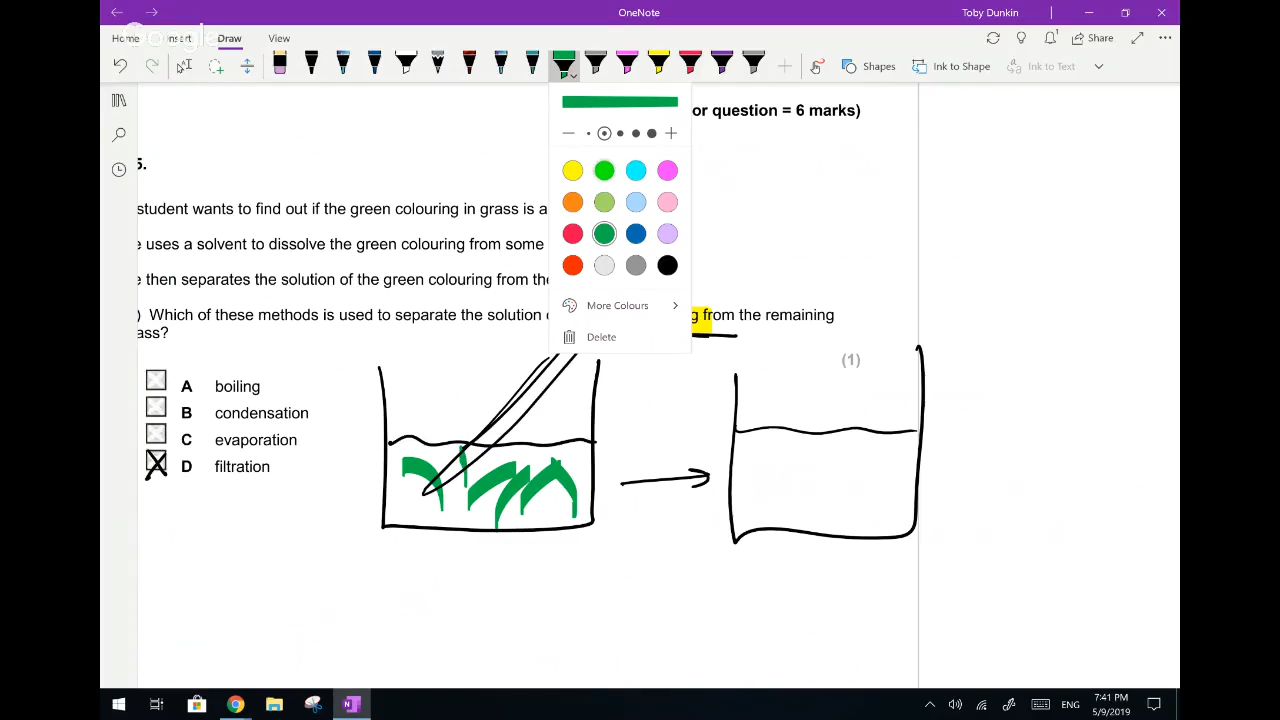 OneNote
Toby Dunkin
Google
Home
Insert
Draw
View
Share
Shapes
Ink to Shape
Ink to Text
or question = 6 marks)
5.
student wants to find out if the green colouring in grass is a
e uses a solvent to dissolve the green colouring from some
e then separates the solution of the green colouring from the
) Which of these methods is used to separate the solution
g from the remaining
ass?
More Colours
Delete
(1)
A boiling
B condensation
C evaporation
D filtration
ENG
7:41 PM
5/9/2019